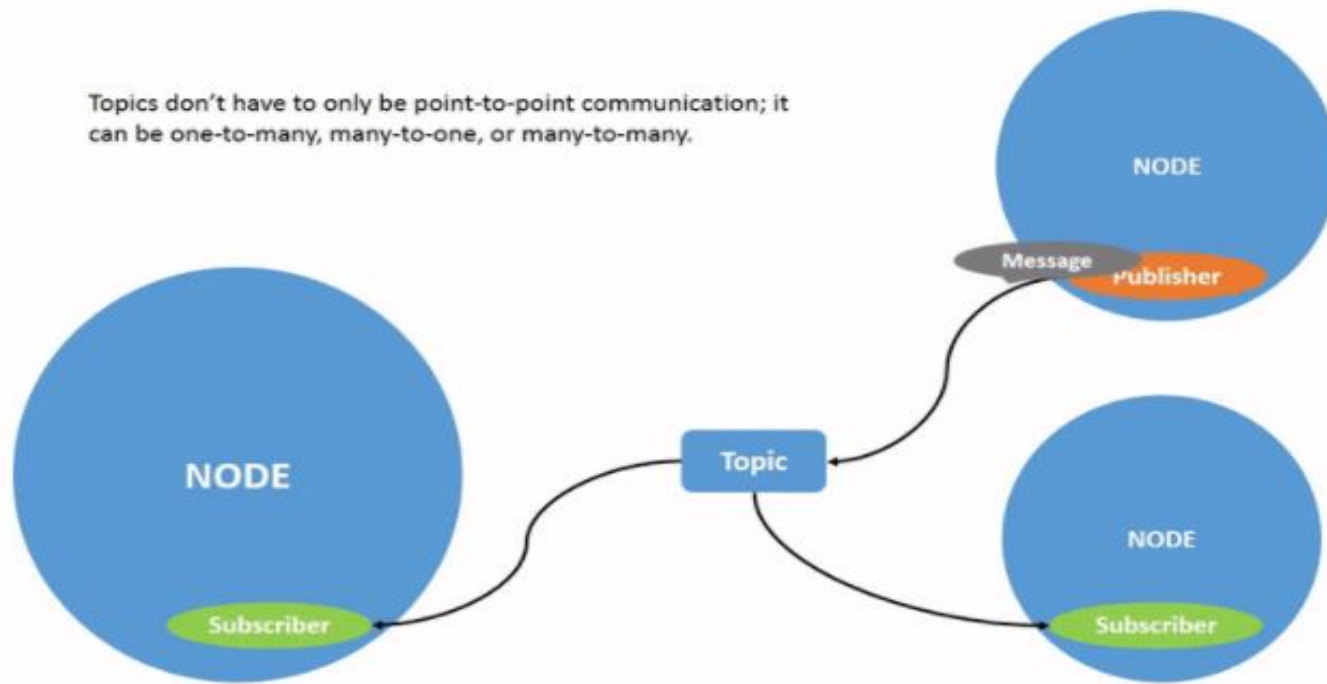 Topics don't have to only be point-to-point communication; it
can be one-to-many, many-to-one, or many-to-many.
NODE
Message
Publisher
Topic
NODE
NODE
Subscriber
Subscriber